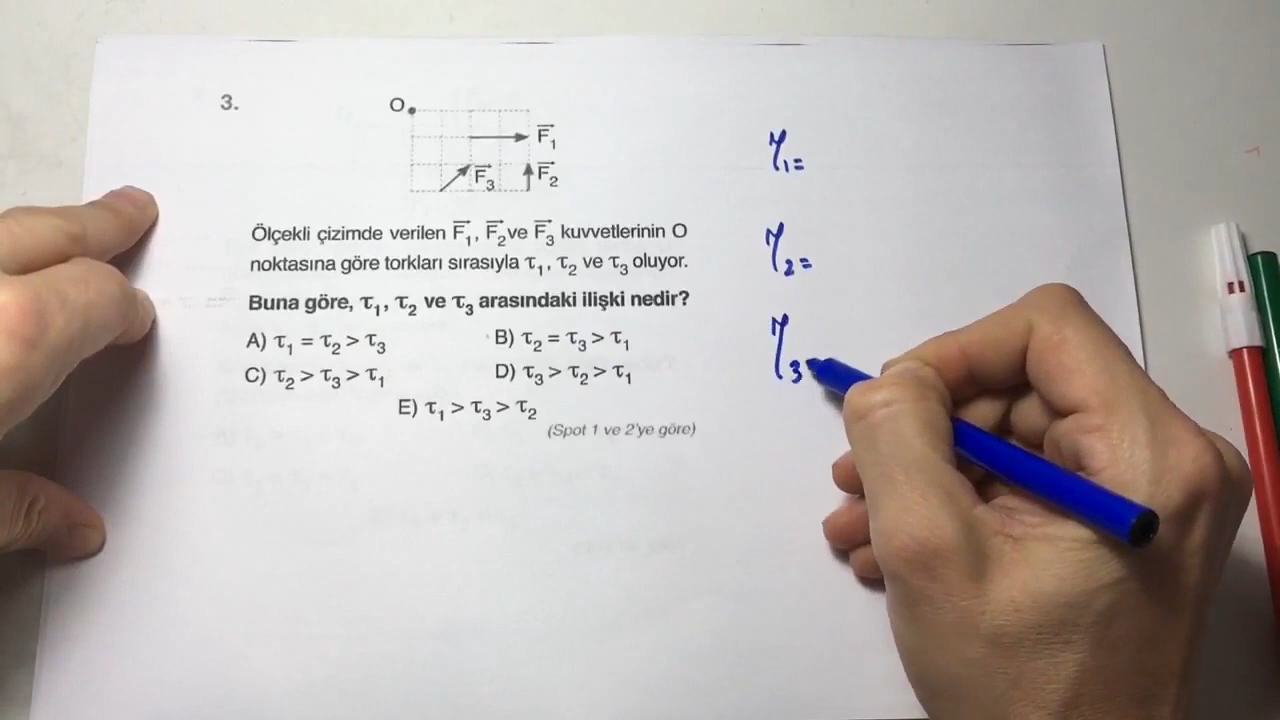 3.
O
F₁
F₂
F₃
Ölçekli çizimde verilen F₁, F₂ve F₃ kuvvetlerinin O
noktasına göre torkları sırasıyla τ₁, τ₂ ve τ₃ oluyor.
Buna göre, τ₁, τ₂ ve τ₃ arasındaki ilişki nedir?
A) τ₁ = τ₂ > τ₃ B) τ₂ = τ₃ > τ₁
C) τ₂ > τ₃ > τ₁ D) τ₃ > τ₂ > τ₁
E) τ₁ > τ₃ > τ₂
(Spot 1 ve 2'ye göre)
τ₁=
τ₂=
τ₃